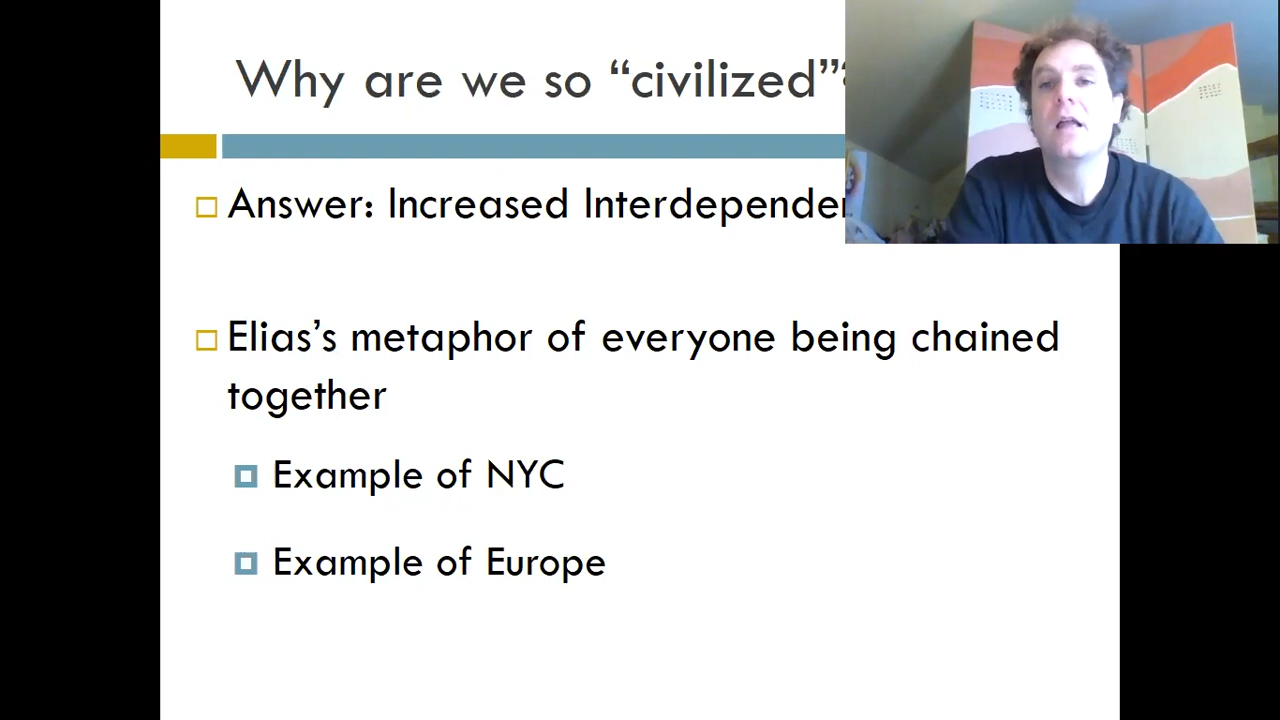 Why are we so “civilized”
Answer: Increased
Elias’s metaphor of everyone being chained
together
Example of NYC
Example of Europe